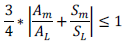 3/4 * |A_m/A_L + S_m/S_L| ≤ 1